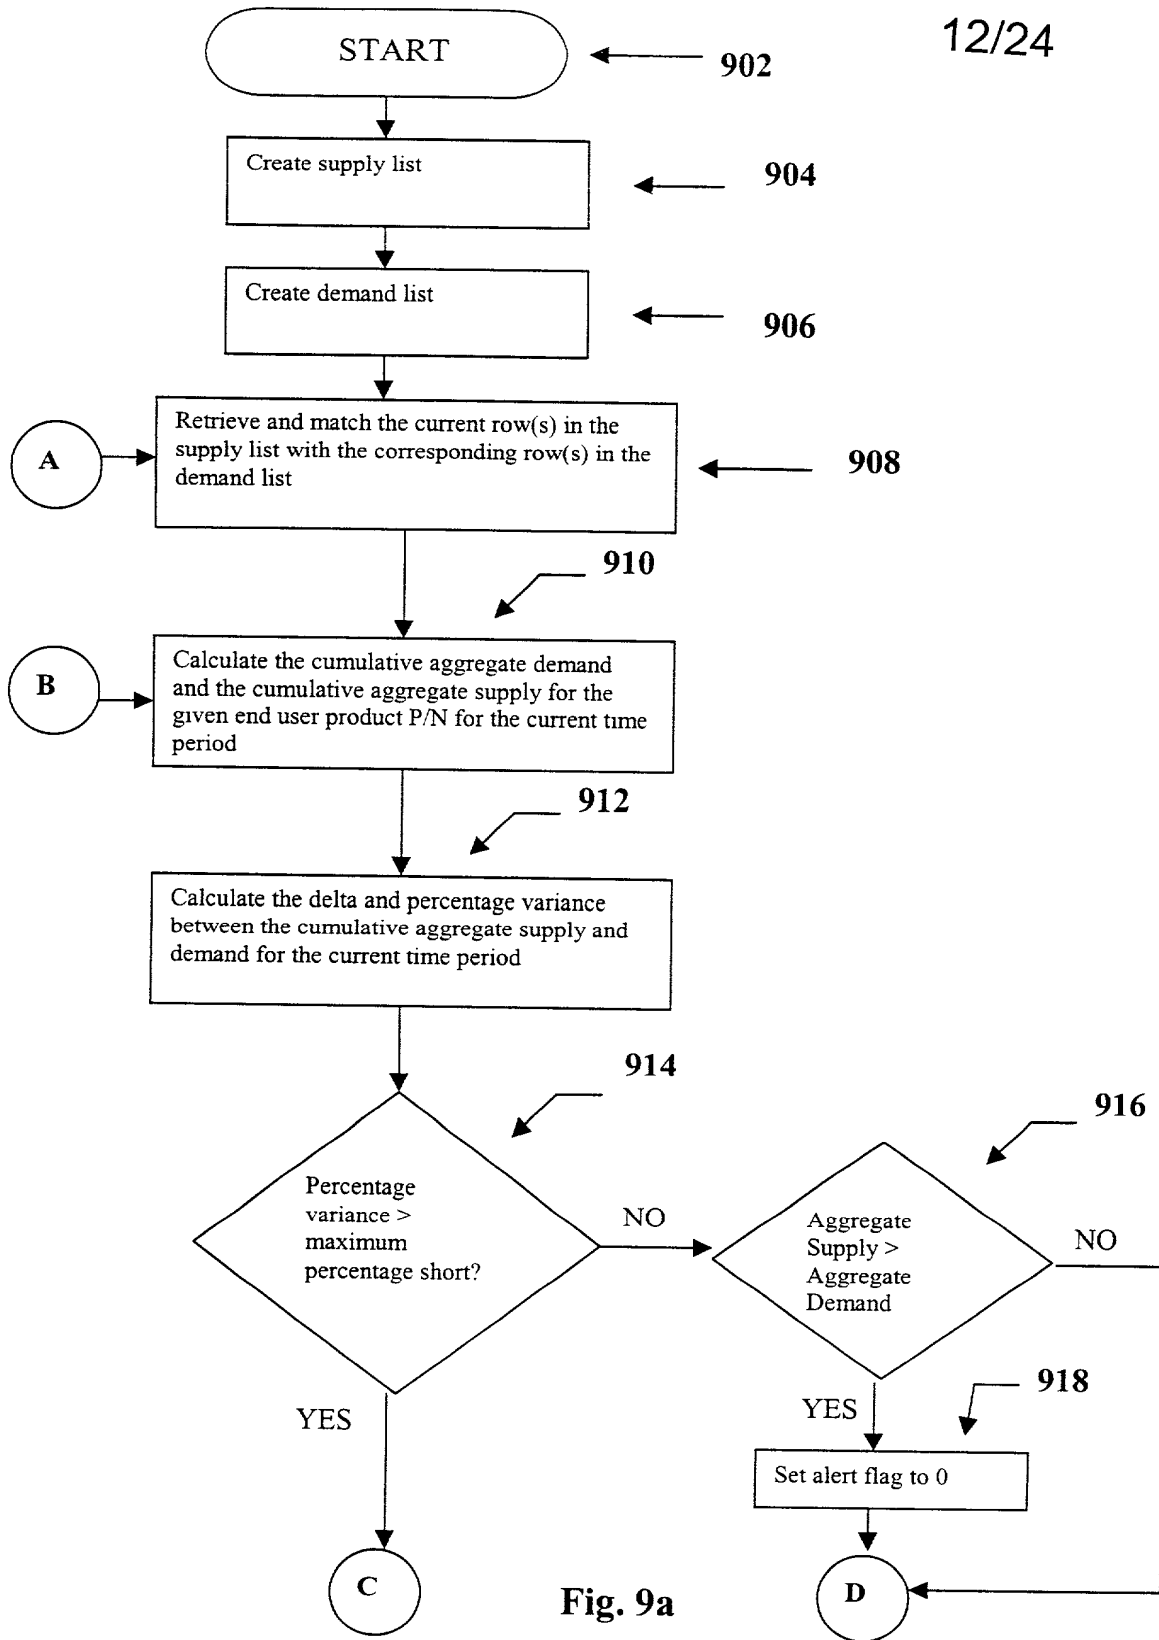 12/24
START
902
Create supply list
904
Create demand list
906
A
Retrieve and match the current row(s) in the
supply list with the corresponding row(s) in the
demand list
908
910
B
Calculate the cumulative aggregate demand
and the cumulative aggregate supply for the
given end user product P/N for the current time
period
912
Calculate the delta and percentage variance
between the cumulative aggregate supply and
demand for the current time period
914
916
Percentage
variance >
maximum
percentage short?
NO
Aggregate
Supply >
Aggregate
Demand
NO
YES
YES
918
Set alert flag to 0
C
D
Fig. 9a